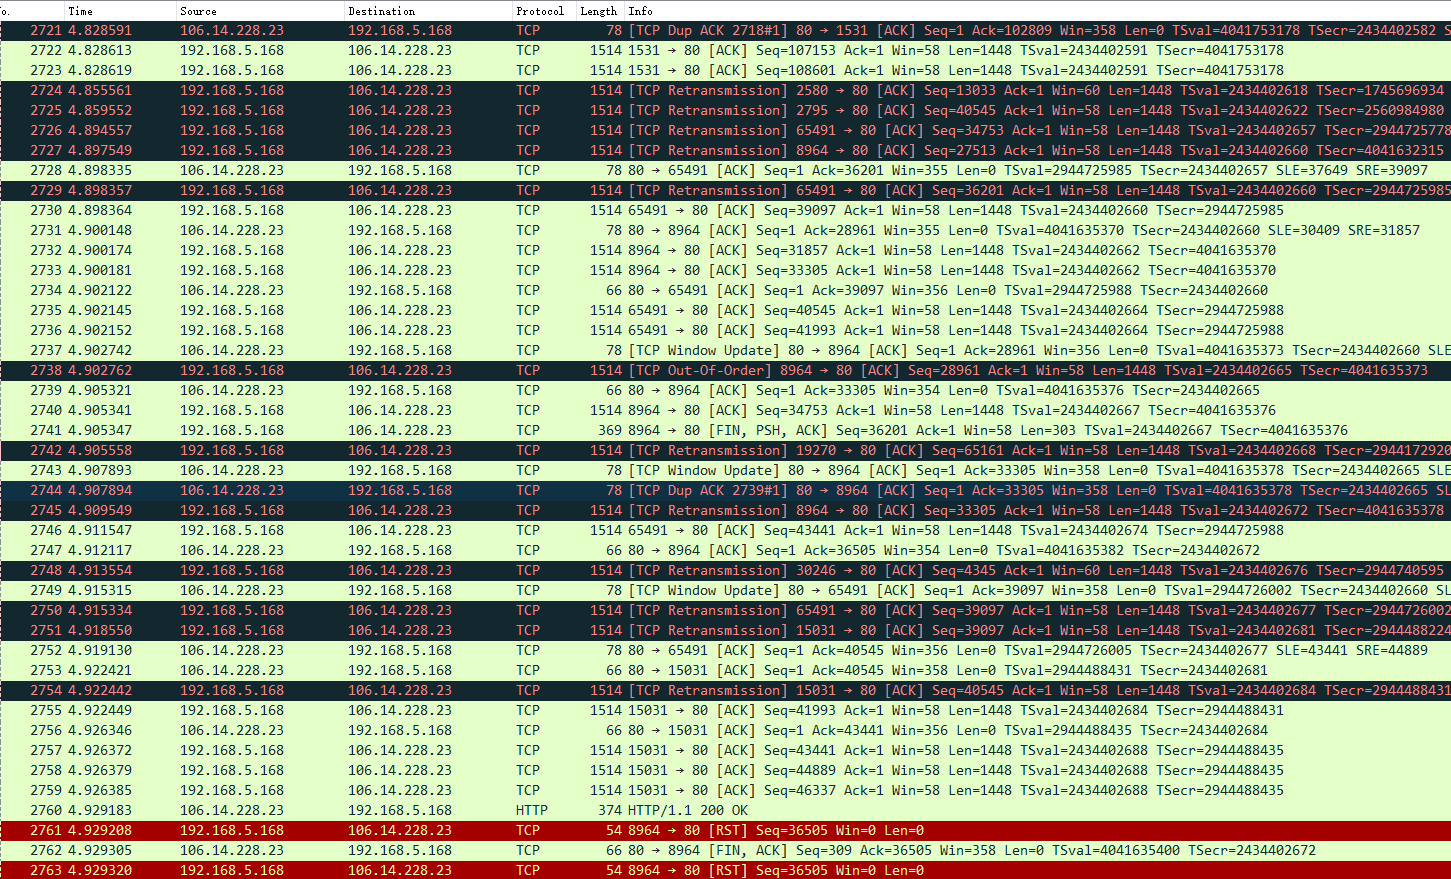 o. Time Source Destination Protocol Length Info
2721 4.828591 106.14.228.23 192.168.5.168 TCP 78 [TCP Dup ACK 2718#1] 80 → 1531 [ACK] Seq=1 Ack=102809 Win=358 Len=0 TSval=4041753178 TSecr=2434402582 S
2722 4.828613 192.168.5.168 106.14.228.23 TCP 1514 1531 → 80 [ACK] Seq=107153 Ack=1 Win=58 Len=1448 TSval=2434402591 TSecr=4041753178
2723 4.828619 192.168.5.168 106.14.228.23 TCP 1514 1531 → 80 [ACK] Seq=108601 Ack=1 Win=58 Len=1448 TSval=2434402591 TSecr=4041753178
2724 4.855561 192.168.5.168 106.14.228.23 TCP 1514 [TCP Retransmission] 2580 → 80 [ACK] Seq=13033 Ack=1 Win=60 Len=1448 TSval=2434402618 TSecr=1745696934
2725 4.859552 192.168.5.168 106.14.228.23 TCP 1514 [TCP Retransmission] 2795 → 80 [ACK] Seq=40545 Ack=1 Win=58 Len=1448 TSval=2434402622 TSecr=2560984980
2726 4.894557 192.168.5.168 106.14.228.23 TCP 1514 [TCP Retransmission] 65491 → 80 [ACK] Seq=34753 Ack=1 Win=58 Len=1448 TSval=2434402657 TSecr=2944725778
2727 4.897549 192.168.5.168 106.14.228.23 TCP 1514 [TCP Retransmission] 8964 → 80 [ACK] Seq=27513 Ack=1 Win=58 Len=1448 TSval=2434402660 TSecr=4041632315
2728 4.898335 106.14.228.23 192.168.5.168 TCP 78 80 → 65491 [ACK] Seq=1 Ack=36201 Win=355 Len=0 TSval=2944725985 TSecr=2434402657 SLE=37649 SRE=39097
2729 4.898357 192.168.5.168 106.14.228.23 TCP 1514 [TCP Retransmission] 65491 → 80 [ACK] Seq=36201 Ack=1 Win=58 Len=1448 TSval=2434402660 TSecr=2944725985
2730 4.898364 192.168.5.168 106.14.228.23 TCP 1514 65491 → 80 [ACK] Seq=39097 Ack=1 Win=58 Len=1448 TSval=2434402660 TSecr=2944725985
2731 4.900148 106.14.228.23 192.168.5.168 TCP 78 80 → 8964 [ACK] Seq=1 Ack=28961 Win=355 Len=0 TSval=4041635370 TSecr=2434402660 SLE=30409 SRE=31857
2732 4.900174 192.168.5.168 106.14.228.23 TCP 1514 8964 → 80 [ACK] Seq=31857 Ack=1 Win=58 Len=1448 TSval=2434402662 TSecr=4041635370
2733 4.900181 192.168.5.168 106.14.228.23 TCP 1514 8964 → 80 [ACK] Seq=33305 Ack=1 Win=58 Len=1448 TSval=2434402662 TSecr=4041635370
2734 4.902122 106.14.228.23 192.168.5.168 TCP 66 80 → 65491 [ACK] Seq=1 Ack=39097 Win=356 Len=0 TSval=2944725988 TSecr=2434402660
2735 4.902145 192.168.5.168 106.14.228.23 TCP 1514 65491 → 80 [ACK] Seq=40545 Ack=1 Win=58 Len=1448 TSval=2434402664 TSecr=2944725988
2736 4.902152 192.168.5.168 106.14.228.23 TCP 1514 65491 → 80 [ACK] Seq=41993 Ack=1 Win=58 Len=1448 TSval=2434402664 TSecr=2944725988
2737 4.902742 106.14.228.23 192.168.5.168 TCP 78 [TCP Window Update] 80 → 8964 [ACK] Seq=1 Ack=28961 Win=356 Len=0 TSval=4041635373 TSecr=2434402660 SLE
2738 4.902762 192.168.5.168 106.14.228.23 TCP 1514 [TCP Out-Of-Order] 8964 → 80 [ACK] Seq=28961 Ack=1 Win=58 Len=1448 TSval=2434402665 TSecr=4041635373
2739 4.905321 106.14.228.23 192.168.5.168 TCP 66 80 → 8964 [ACK] Seq=1 Ack=33305 Win=354 Len=0 TSval=4041635376 TSecr=2434402665
2740 4.905341 192.168.5.168 106.14.228.23 TCP 1514 8964 → 80 [ACK] Seq=34753 Ack=1 Win=58 Len=1448 TSval=2434402667 TSecr=4041635376
2741 4.905347 192.168.5.168 106.14.228.23 TCP 369 8964 → 80 [FIN, PSH, ACK] Seq=36201 Ack=1 Win=58 Len=303 TSval=2434402667 TSecr=4041635376
2742 4.905558 192.168.5.168 106.14.228.23 TCP 1514 [TCP Retransmission] 19270 → 80 [ACK] Seq=65161 Ack=1 Win=58 Len=1448 TSval=2434402668 TSecr=2944172920
2743 4.907893 106.14.228.23 192.168.5.168 TCP 78 [TCP Window Update] 80 → 8964 [ACK] Seq=1 Ack=33305 Win=358 Len=0 TSval=4041635378 TSecr=2434402665 SLE
2744 4.907894 106.14.228.23 192.168.5.168 TCP 78 [TCP Dup ACK 2739#1] 80 → 8964 [ACK] Seq=1 Ack=33305 Win=358 Len=0 TSval=4041635378 TSecr=2434402665 SL
2745 4.909549 192.168.5.168 106.14.228.23 TCP 1514 [TCP Retransmission] 8964 → 80 [ACK] Seq=33305 Ack=1 Win=58 Len=1448 TSval=2434402672 TSecr=4041635378
2746 4.911547 192.168.5.168 106.14.228.23 TCP 1514 65491 → 80 [ACK] Seq=43441 Ack=1 Win=58 Len=1448 TSval=2434402674 TSecr=2944725988
2747 4.912117 106.14.228.23 192.168.5.168 TCP 66 80 → 8964 [ACK] Seq=1 Ack=36505 Win=354 Len=0 TSval=4041635382 TSecr=2434402672
2748 4.913554 192.168.5.168 106.14.228.23 TCP 1514 [TCP Retransmission] 30246 → 80 [ACK] Seq=4345 Ack=1 Win=60 Len=1448 TSval=2434402676 TSecr=2944740595
2749 4.915315 106.14.228.23 192.168.5.168 TCP 78 [TCP Window Update] 80 → 65491 [ACK] Seq=1 Ack=39097 Win=358 Len=0 TSval=2944726002 TSecr=2434402660 SL
2750 4.915334 192.168.5.168 106.14.228.23 TCP 1514 [TCP Retransmission] 65491 → 80 [ACK] Seq=39097 Ack=1 Win=58 Len=1448 TSval=2434402677 TSecr=2944726002
2751 4.918550 192.168.5.168 106.14.228.23 TCP 1514 [TCP Retransmission] 15031 → 80 [ACK] Seq=39097 Ack=1 Win=58 Len=1448 TSval=2434402681 TSecr=2944488224
2752 4.919130 106.14.228.23 192.168.5.168 TCP 78 80 → 65491 [ACK] Seq=1 Ack=40545 Win=356 Len=0 TSval=2944726005 TSecr=2434402677 SLE=43441 SRE=44889
2753 4.922421 106.14.228.23 192.168.5.168 TCP 66 80 → 15031 [ACK] Seq=1 Ack=40545 Win=358 Len=0 TSval=2944488431 TSecr=2434402681
2754 4.922442 192.168.5.168 106.14.228.23 TCP 1514 [TCP Retransmission] 15031 → 80 [ACK] Seq=40545 Ack=1 Win=58 Len=1448 TSval=2434402684 TSecr=2944488431
2755 4.922449 192.168.5.168 106.14.228.23 TCP 1514 15031 → 80 [ACK] Seq=41993 Ack=1 Win=58 Len=1448 TSval=2434402684 TSecr=2944488431
2756 4.926346 106.14.228.23 192.168.5.168 TCP 66 80 → 15031 [ACK] Seq=1 Ack=43441 Win=356 Len=0 TSval=2944488435 TSecr=2434402684
2757 4.926372 192.168.5.168 106.14.228.23 TCP 1514 15031 → 80 [ACK] Seq=43441 Ack=1 Win=58 Len=1448 TSval=2434402688 TSecr=2944488435
2758 4.926379 192.168.5.168 106.14.228.23 TCP 1514 15031 → 80 [ACK] Seq=44889 Ack=1 Win=58 Len=1448 TSval=2434402688 TSecr=2944488435
2759 4.926385 192.168.5.168 106.14.228.23 TCP 1514 15031 → 80 [ACK] Seq=46337 Ack=1 Win=58 Len=1448 TSval=2434402688 TSecr=2944488435
2760 4.929183 106.14.228.23 192.168.5.168 HTTP 374 HTTP/1.1 200 OK
2761 4.929208 192.168.5.168 106.14.228.23 TCP 54 8964 → 80 [RST] Seq=36505 Win=0 Len=0
2762 4.929305 106.14.228.23 192.168.5.168 TCP 66 80 → 8964 [FIN, ACK] Seq=309 Ack=36505 Win=358 Len=0 TSval=4041635400 TSecr=2434402672
2763 4.929320 192.168.5.168 106.14.228.23 TCP 54 8964 → 80 [RST] Seq=36505 Win=0 Len=0